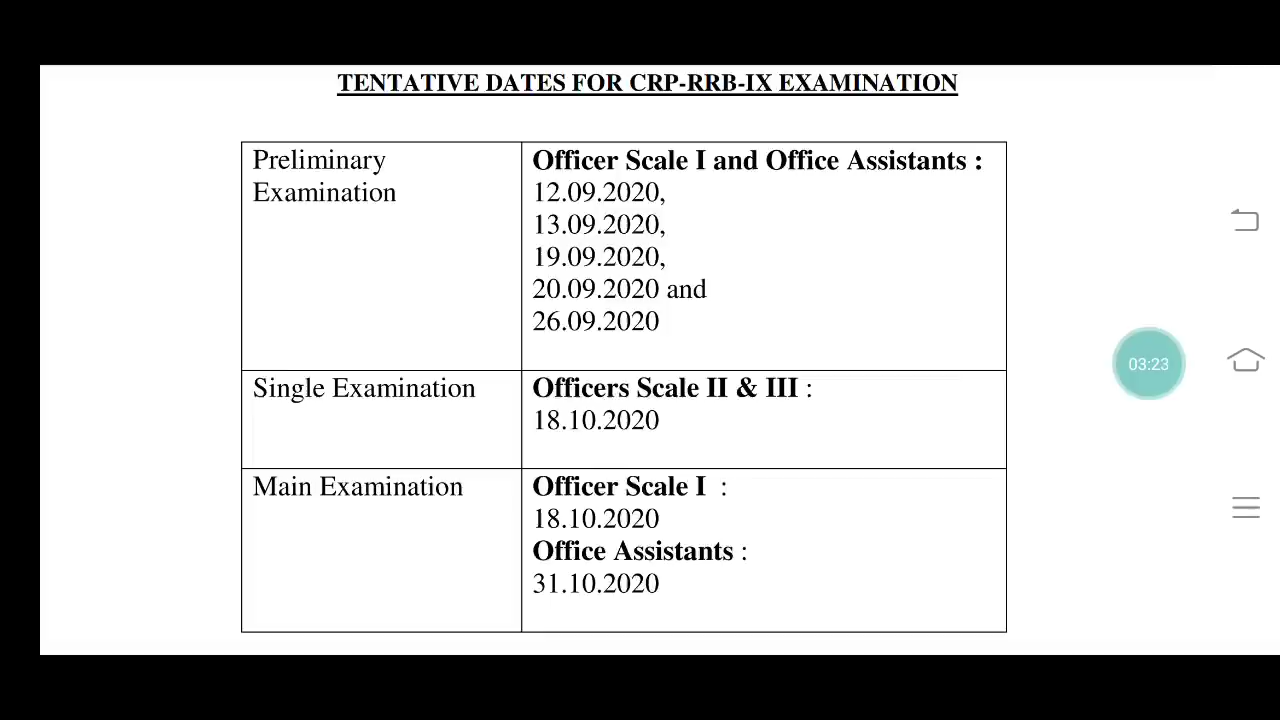 TENTATIVE DATES FOR CRP-RRB-IX EXAMINATION
Preliminary
Examination
Officer Scale I and Office Assistants :
12.09.2020,
13.09.2020,
19.09.2020,
20.09.2020 and
26.09.2020
Single Examination
Officers Scale II & III :
18.10.2020
Main Examination
Officer Scale I :
18.10.2020
Office Assistants :
31.10.2020
03:23